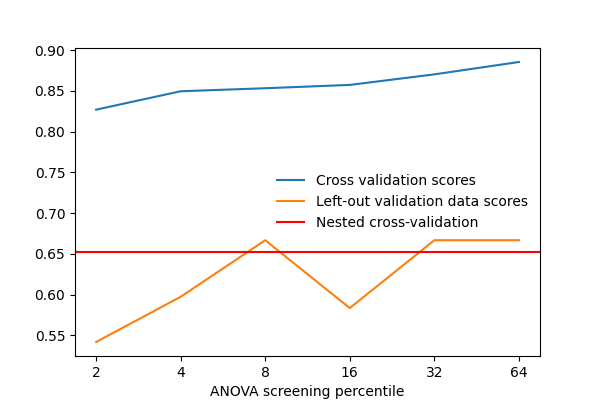 0.90
0.85
0.80
0.75
0.70
0.65
0.60
0.55
Cross validation scores
Left-out validation data scores
Nested cross-validation
2 4 8 16 32 64
ANOVA screening percentile